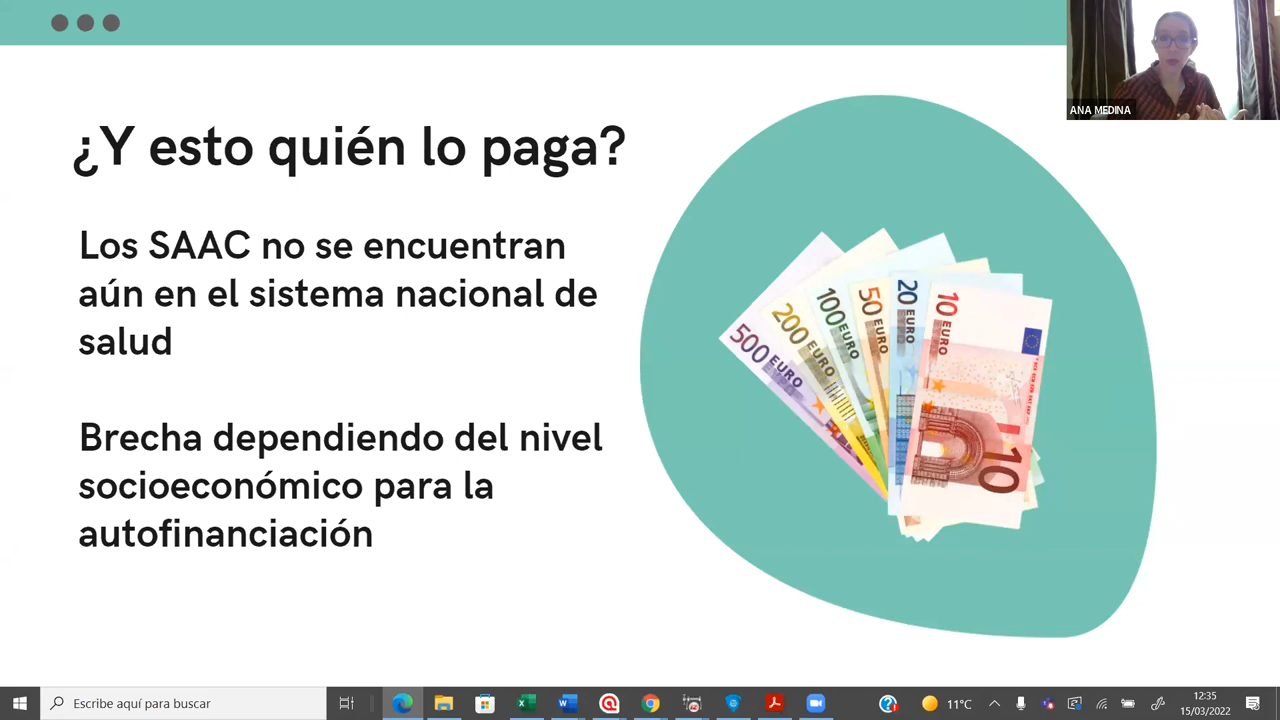 ANA MEDINA
¿Y esto quién lo paga?
Los SAAC no se encuentran
aún en el sistema nacional de
salud
Brecha dependiendo del nivel
socioeconómico para la
autofinanciación
500 EURO
200 EURO
100 EURO
50 EURO
20 EURO
10 EURO
10
Escribe aquí para buscar
11°C
12:35
15/03/2022